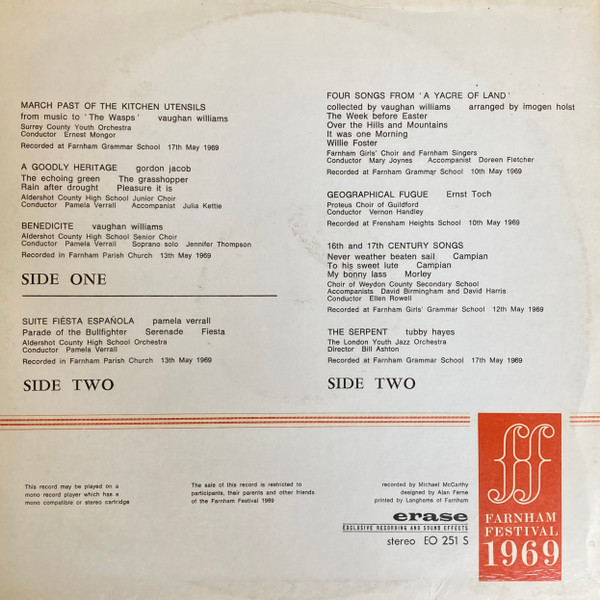 MARCH PAST OF THE KITCHEN UTENSILS
from music to 'The Wasps' vaughan williams
Surrey County Youth Orchestra
Conductor Ernest Mongor
Recorded at Farnham Grammar School 17th May 1969
A GOODLY HERITAGE gordon jacob
The echoing green The grasshopper
Rain after drought Pleasure it is
Aldershot County High School Junior Choir
Conductor Pamela Verrall Accompanist Julia Kettle
BENEDICITE vaughan williams
Aldershot County High School Senior Choir
Conductor Pamela Verrall Soprano solo Jennifer Thompson
Recorded in Farnham Parish Church 13th May 1969
SIDE ONE
SUITE FIESTA ESPAÑOLA pamela verrall
Parade of the Bullfighter Serenade Fiesta
Aldershot County High School Orchestra
Conductor Pamela Verrall
Recorded in Farnham Parish Church 13th May 1969
SIDE TWO
FOUR SONGS FROM 'A YACRE OF LAND'
collected by vaughan williams arranged by imogen holst
The Week before Easter
Over the Hills and Mountains
It was one Morning
Willie Foster
Farnham Girls' Choir and Farnham Singers
Conductor Mary Joynes Accompanist Doreen Fletcher
Recorded at Farnham Grammar School 10th May 1969
GEOGRAPHICAL FUGUE Ernst Toch
Proteus Choir of Guildford
Conductor Vernon Handley
Recorded at Frensham Heights School 10th May 1969
16th and 17th CENTURY SONGS
Never weather beaten sail Campian
To his sweet lute Campian
My bonny lass Morley
Choir of Weydon County Secondary School
Accompanists David Birmingham and David Harris
Conductor Ellen Rowell
Recorded at Farnham Girls' Grammar School 12th May 1969
THE SERPENT tubby hayes
The London Youth Jazz Orchestra
Director Bill Ashton
Recorded at Farnham Grammar School 17th May 1969
SIDE TWO
This record may be played on a
mono record player which has a
mono compatible or stereo cartridge
The sale of this record is restricted to
participants, their parents and other friends
of the Farnham Festival 1969
recorded by Michael McCarthy
designed by Alan Ferne
printed by Langhams of Farnham
erase
EXCLUSIVE RECORDING AND SOUND EFFECTS
stereo EO 251 S
ff
FARNHAM
FESTIVAL
1969